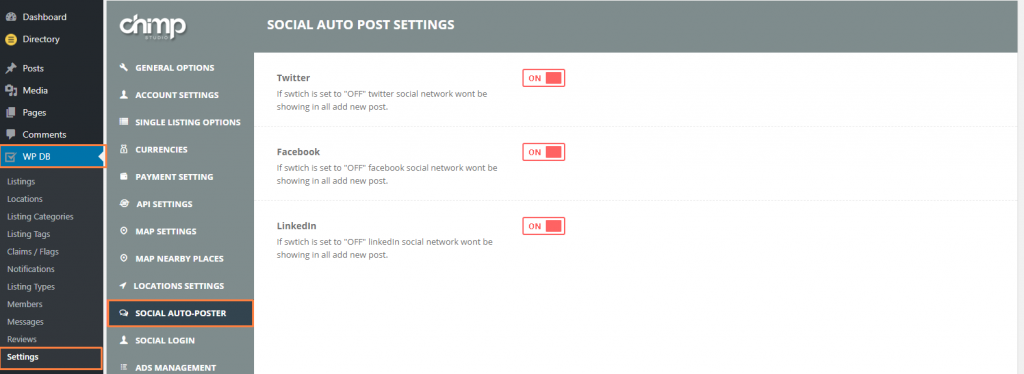 Dashboard
Directory
Posts
Media
Pages
Comments
WP DB
Listings
Locations
Listing Categories
Listing Tags
Claims / Flags
Notifications
Listing Types
Members
Messages
Reviews
Settings
chimp
STUDIO
GENERAL OPTIONS
ACCOUNT SETTINGS
SINGLE LISTING OPTIONS
CURRENCIES
PAYMENT SETTING
API SETTINGS
MAP SETTINGS
MAP NEARBY PLACES
LOCATIONS SETTINGS
SOCIAL AUTO-POSTER
SOCIAL LOGIN
ADS MANAGEMENT
SOCIAL AUTO POST SETTINGS
Twitter
If swtich is set to "OFF" twitter social network wont be
showing in all add new post.
ON
Facebook
If swtich is set to "OFF" facebook social network wont be
showing in all add new post.
ON
LinkedIn
If swtich is set to "OFF" linkedIn social network wont be
showing in all add new post.
ON